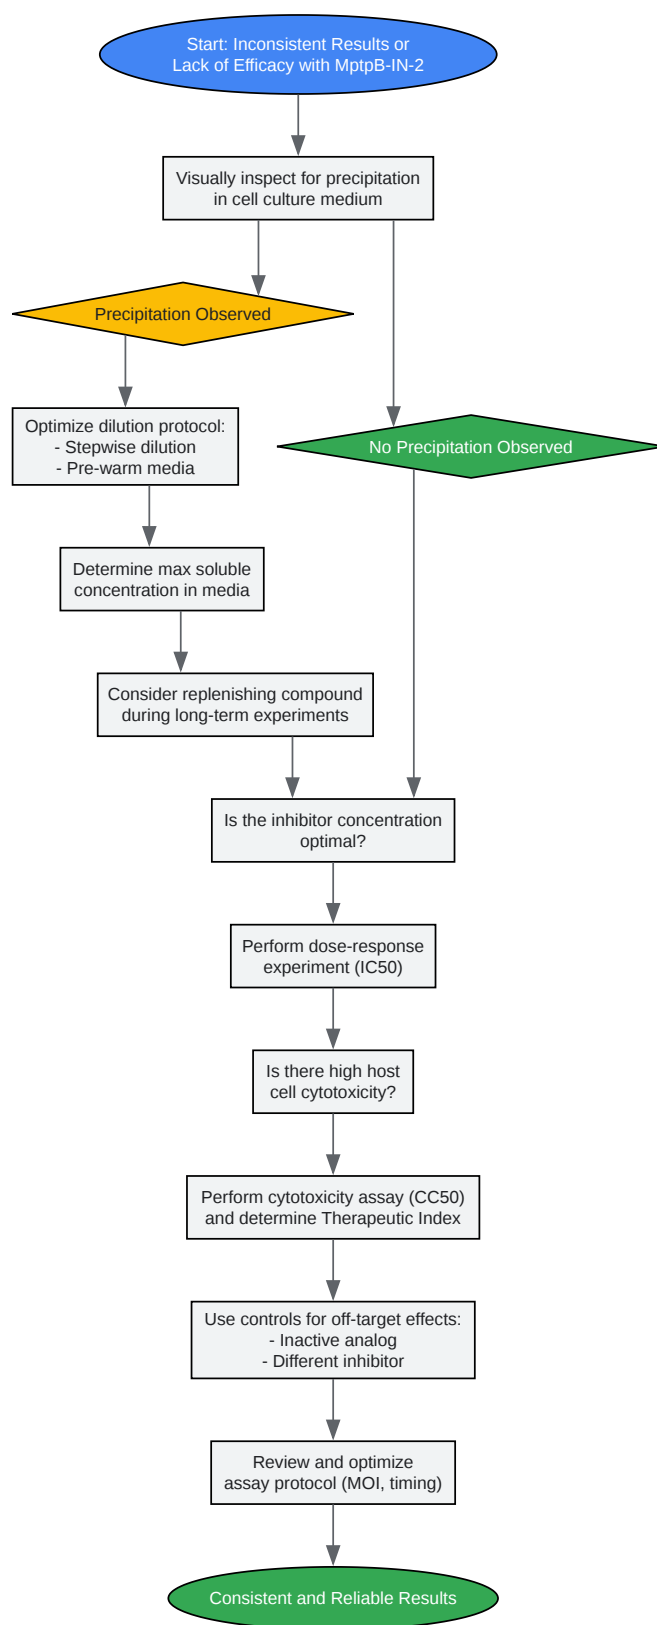 Start: Inconsistent Results or
Lack of Efficacy with MptpB-IN-2
Visually inspect for precipitation
in cell culture medium
Precipitation Observed
Optimize dilution protocol:
- Stepwise dilution
- Pre-warm media
No Precipitation Observed
Determine max soluble
concentration in media
Consider replenishing compound
during long-term experiments
Is the inhibitor concentration
optimal?
Perform dose-response
experiment (IC50)
Is there high host
cell cytotoxicity?
Perform cytotoxicity assay (CC50)
and determine Therapeutic Index
Use controls for off-target effects:
- Inactive analog
- Different inhibitor
Review and optimize
assay protocol (MOI, timing)
Consistent and Reliable Results